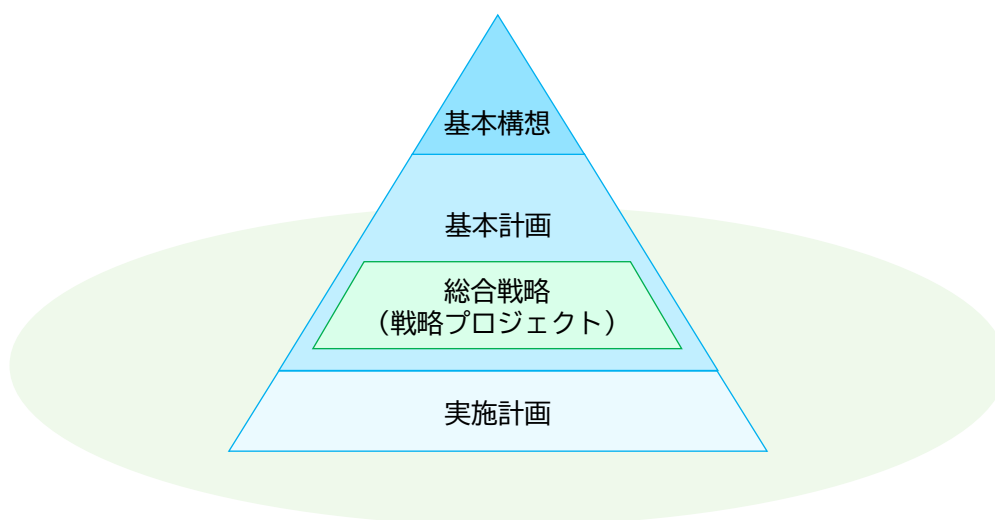 基本構想
基本計画
総合戦略
（戦略プロジェクト）
実施計画